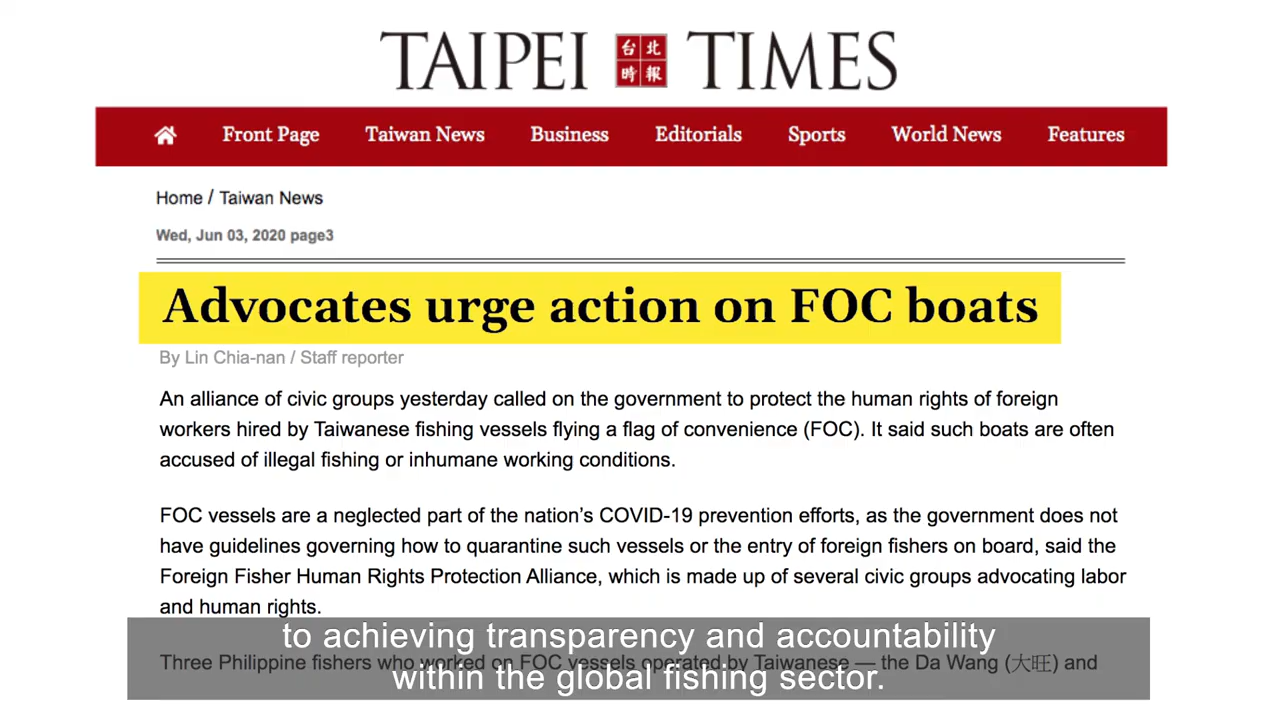 TAIPEI 台北時報 TIMES
Front Page Taiwan News Business Editorials Sports World News Features
Home / Taiwan News
Wed, Jun 03, 2020 page3
Advocates urge action on FOC boats
By Lin Chia-nan / Staff reporter
An alliance of civic groups yesterday called on the government to protect the human rights of foreign
workers hired by Taiwanese fishing vessels flying a flag of convenience (FOC). It said such boats are often
accused of illegal fishing or inhumane working conditions.
FOC vessels are a neglected part of the nation’s COVID-19 prevention efforts, as the government does not
have guidelines governing how to quarantine such vessels or the entry of foreign fishers on board, said the
Foreign Fisher Human Rights Protection Alliance, which is made up of several civic groups advocating labor
and human rights.
to achieving transparency and accountability
Three Philippine fishers who worked on FOC vessels operated by Taiwanese — the Da Wang (大旺) and
within the global fishing sector.